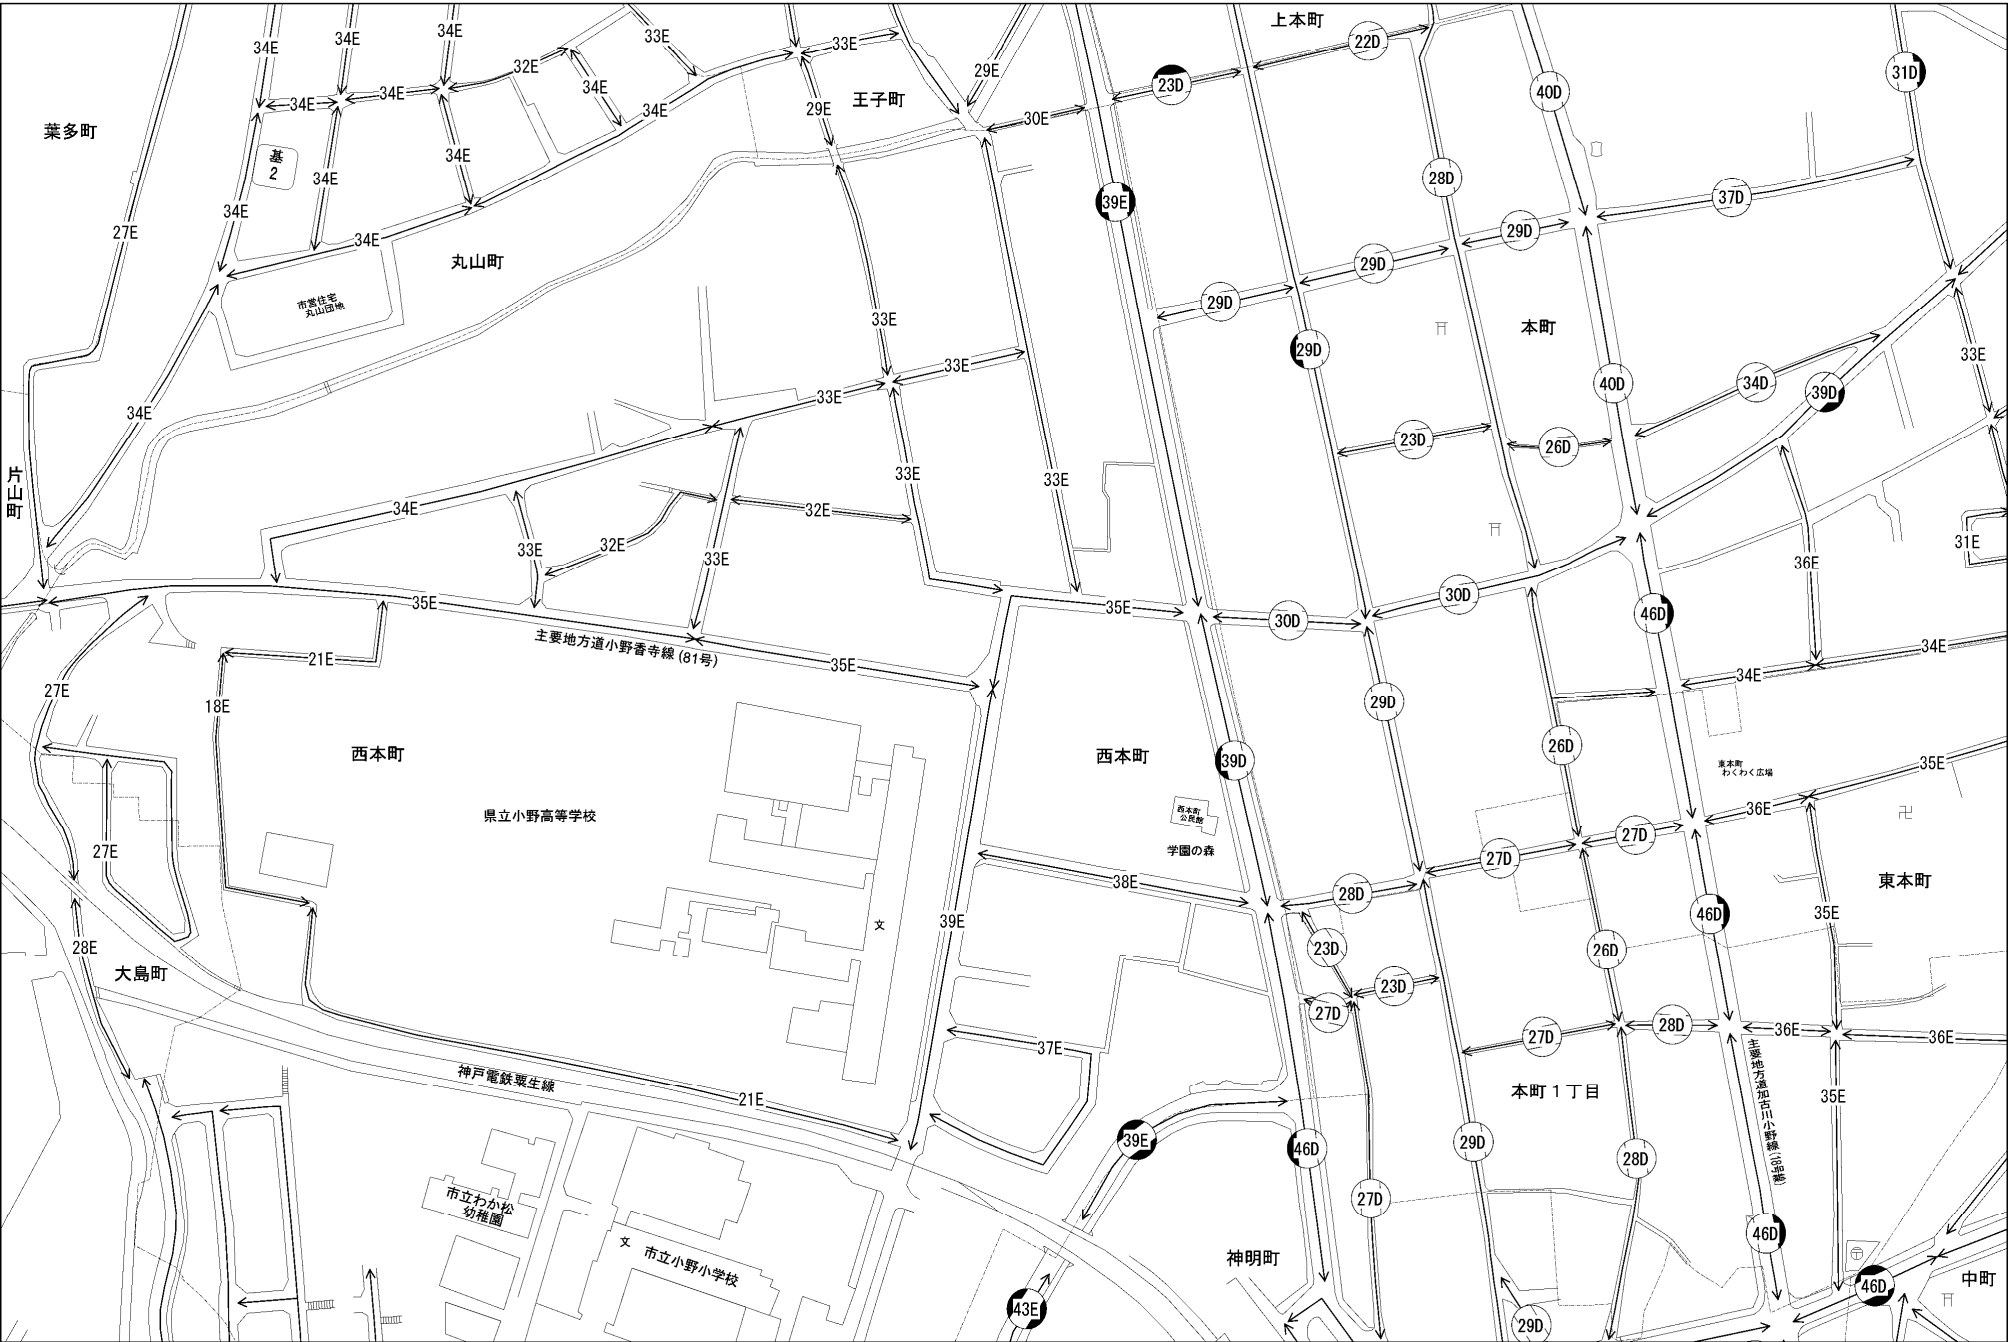 上本町
34E
34E
34E
33E
33E
22D
32E
29E
31D
34E
34E
34E
34E
29E
王子町
23D
40D
34E
30E
葉多町
基
2
34E
34E
28D
34E
39E
37D
34E
27E
34E
29D
丸山町
29D
市営住宅
丸山団地
29D
33E
本町
29D
33E
33E
40D
34D
39D
33E
34E
23D
26D
片山町
33E
33E
34E
32E
33E
32E
33E
31E
36E
35E
35E
30D
30D
46D
主要地方道小野香寺線(81号)
21E
35E
34E
34E
27E
18E
29D
26D
西本町
西本町
39D
東本町
わくわく広場
35E
県立小野高等学校
西本町
公民館
36E
27D
27E
学園の森
27D
38E
28D
東本町
39E
文
46D
35E
28E
23D
26D
大島町
23D
27D
27D
28D
36E
36E
37E
神戸電鉄粟生線
21E
本町1丁目
主要地方道加古川小野線(18号線)
35E
39E
46D
29D
28D
市立わか松
幼稚園
27D
文
市立小野小学校
神明町
46D
中町
46D
43E
29D